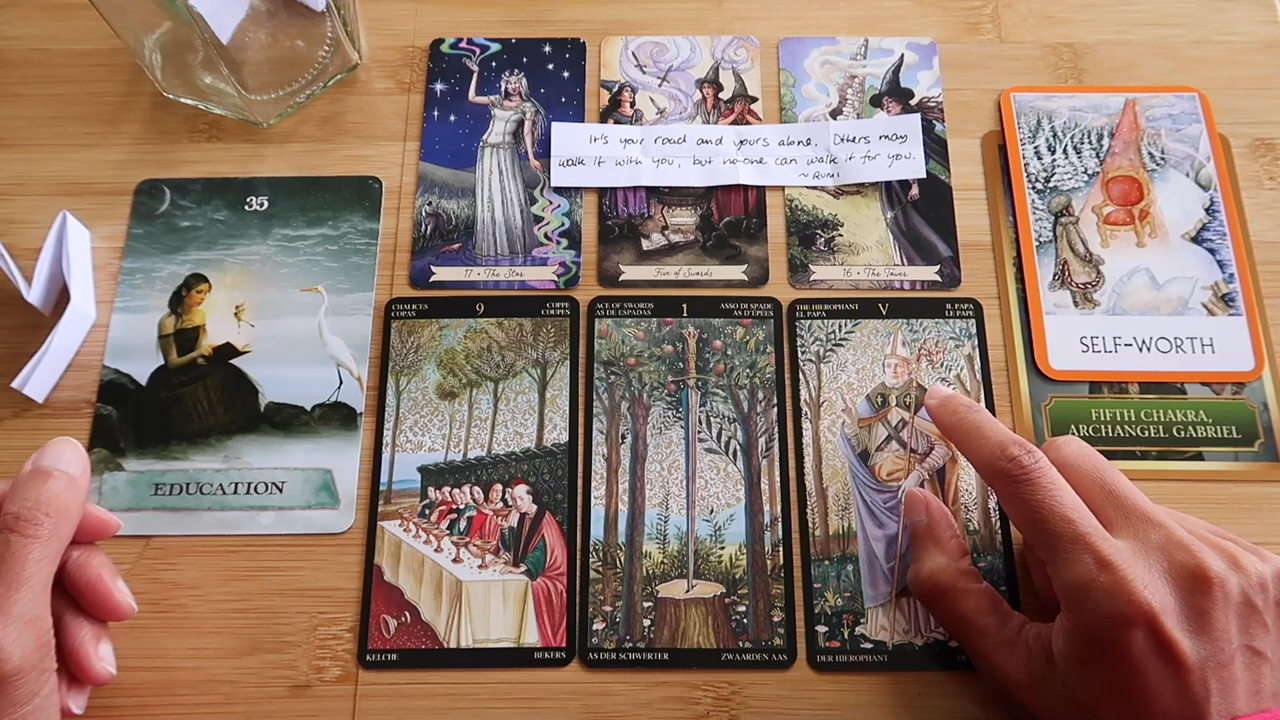 It's your road and yours alone. Others may
walk it with you, but no one can walk it for you.
~ RUMI
17 • The Star
Five of Swords
16 • The Tower
35
EDUCATION
CHALICES
COPAS
9
COPPE
COUPES
KELCHE
BEKERS
ACE OF SWORDS
AS DE ESPADAS
1
ASSO DI SPADE
AS D'ÉPÉES
AS DER SCHWERTER
ZWAARDEN AAS
THE HIEROPHANT
EL PAPA
V
IL PAPA
LE PAPE
DER HIEROPHANT
SELF-WORTH
FIFTH CHAKRA,
ARCHANGEL GABRIEL